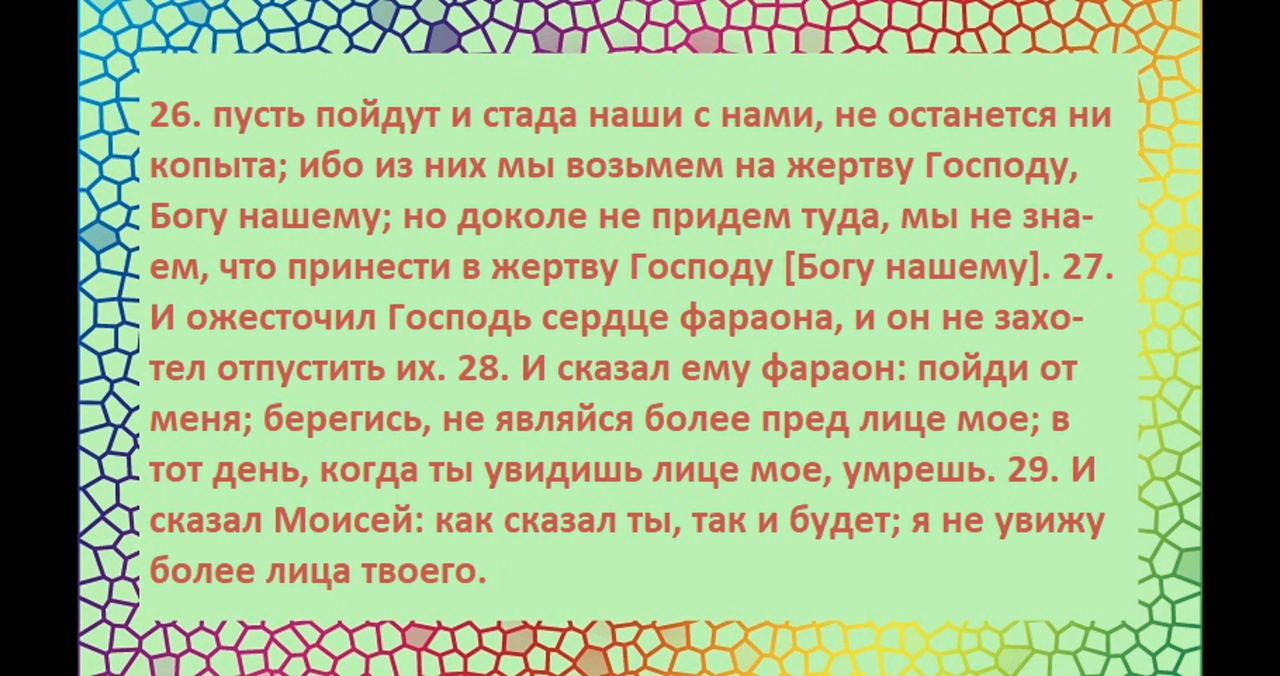 26. пусть пойдут и стада наши с нами, не останется ни
копыта; ибо из них мы возьмем на жертву Господу,
Богу нашему; но доколе не придем туда, мы не зна-
ем, что принести в жертву Господу [Богу нашему]. 27.
И ожесточил Господь сердце фараона, и он не захо-
тел отпустить их. 28. И сказал ему фараон: пойди от
меня; берегись, не являйся более пред лице мое; в
тот день, когда ты увидишь лице мое, умрешь. 29. И
сказал Моисей: как сказал ты, так и будет; я не увижу
более лица твоего.